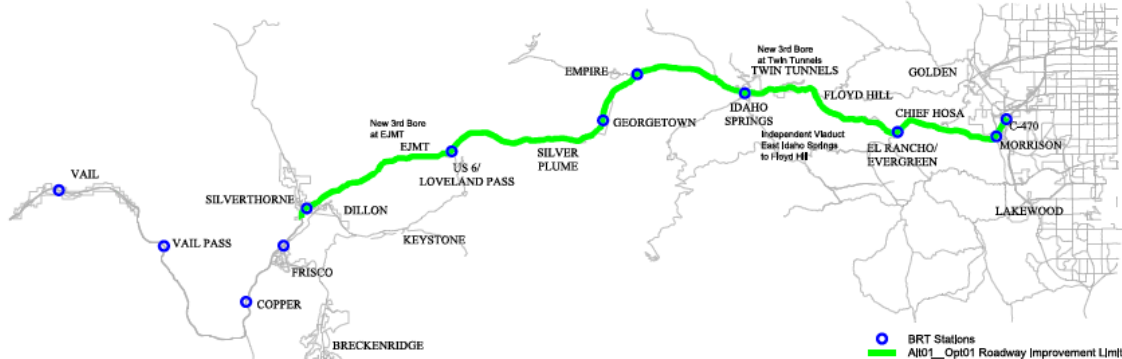 New 3rd Bore
at Twin Tunnels
TWIN TUNNELS
EMPIRE
GOLDEN
FLOYD HILL
IDAHO
SPRINGS
CHIEF HOSA
GEORGETOWN
C-470
New 3rd Bore
at EJMT
EJMT
Independent Viaduct
East Idaho Springs
to Floyd Hill
EL RANCHO/
EVERGREEN
MORRISON
SILVER
PLUME
US 6/
LOVELAND PASS
VAIL
SILVERTHORNE
DILLON
LAKEWOOD
KEYSTONE
VAIL PASS
FRISCO
COPPER
BRECKENRIDGE
BRT Stations
Alt01__Opt01 Roadway Improvement Limit